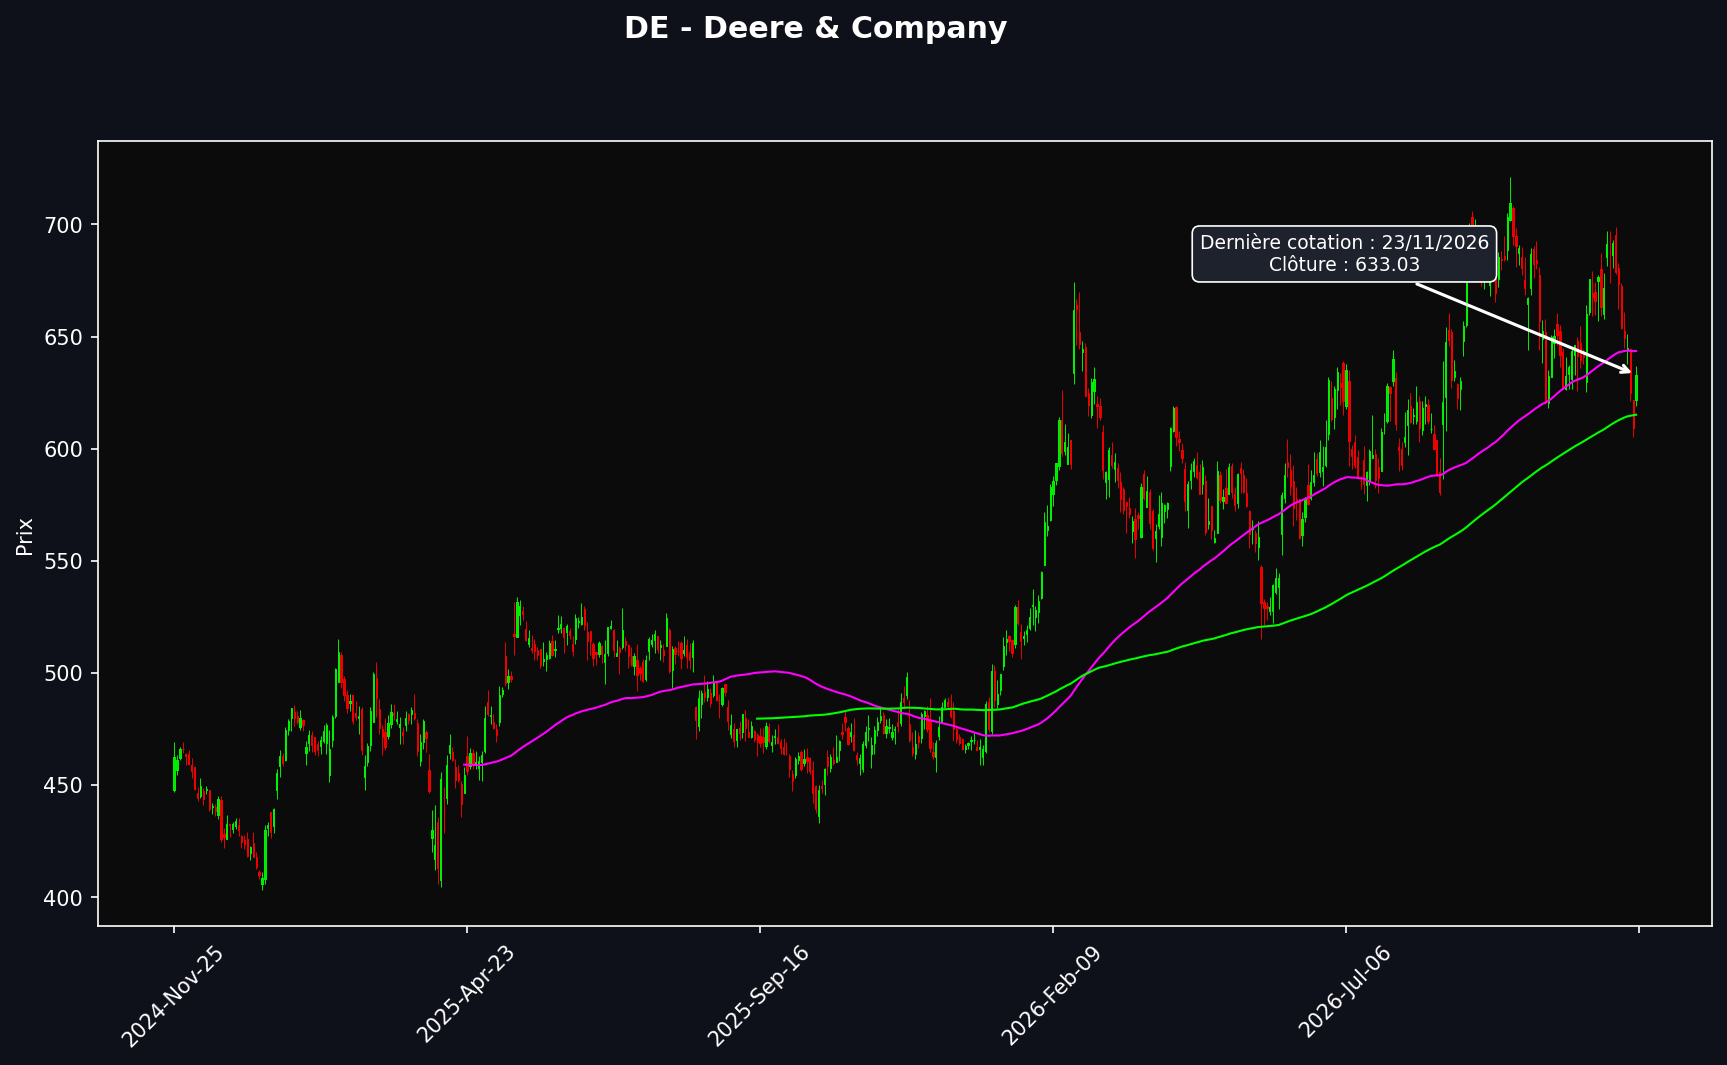 DE - Deere & Company
Dernière cotation : 23/11/2026
Clôture : 633.03
Prix
700
650
600
550
500
450
400
2024-Nov-25
2025-Apr-23
2025-Sep-16
2026-Feb-09
2026-Jul-06